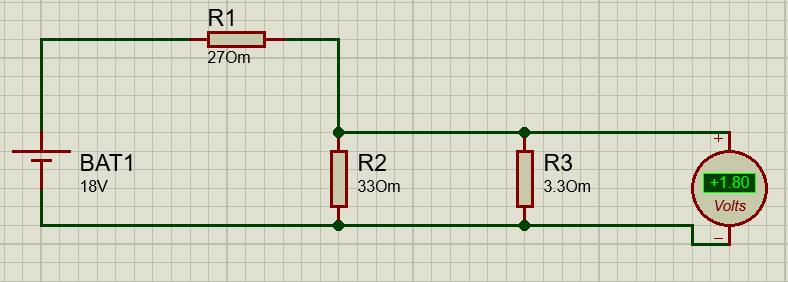 R1
27Om
BAT1
18V
R2
33Om
R3
3.3Om
+
+1.80
Volts
−